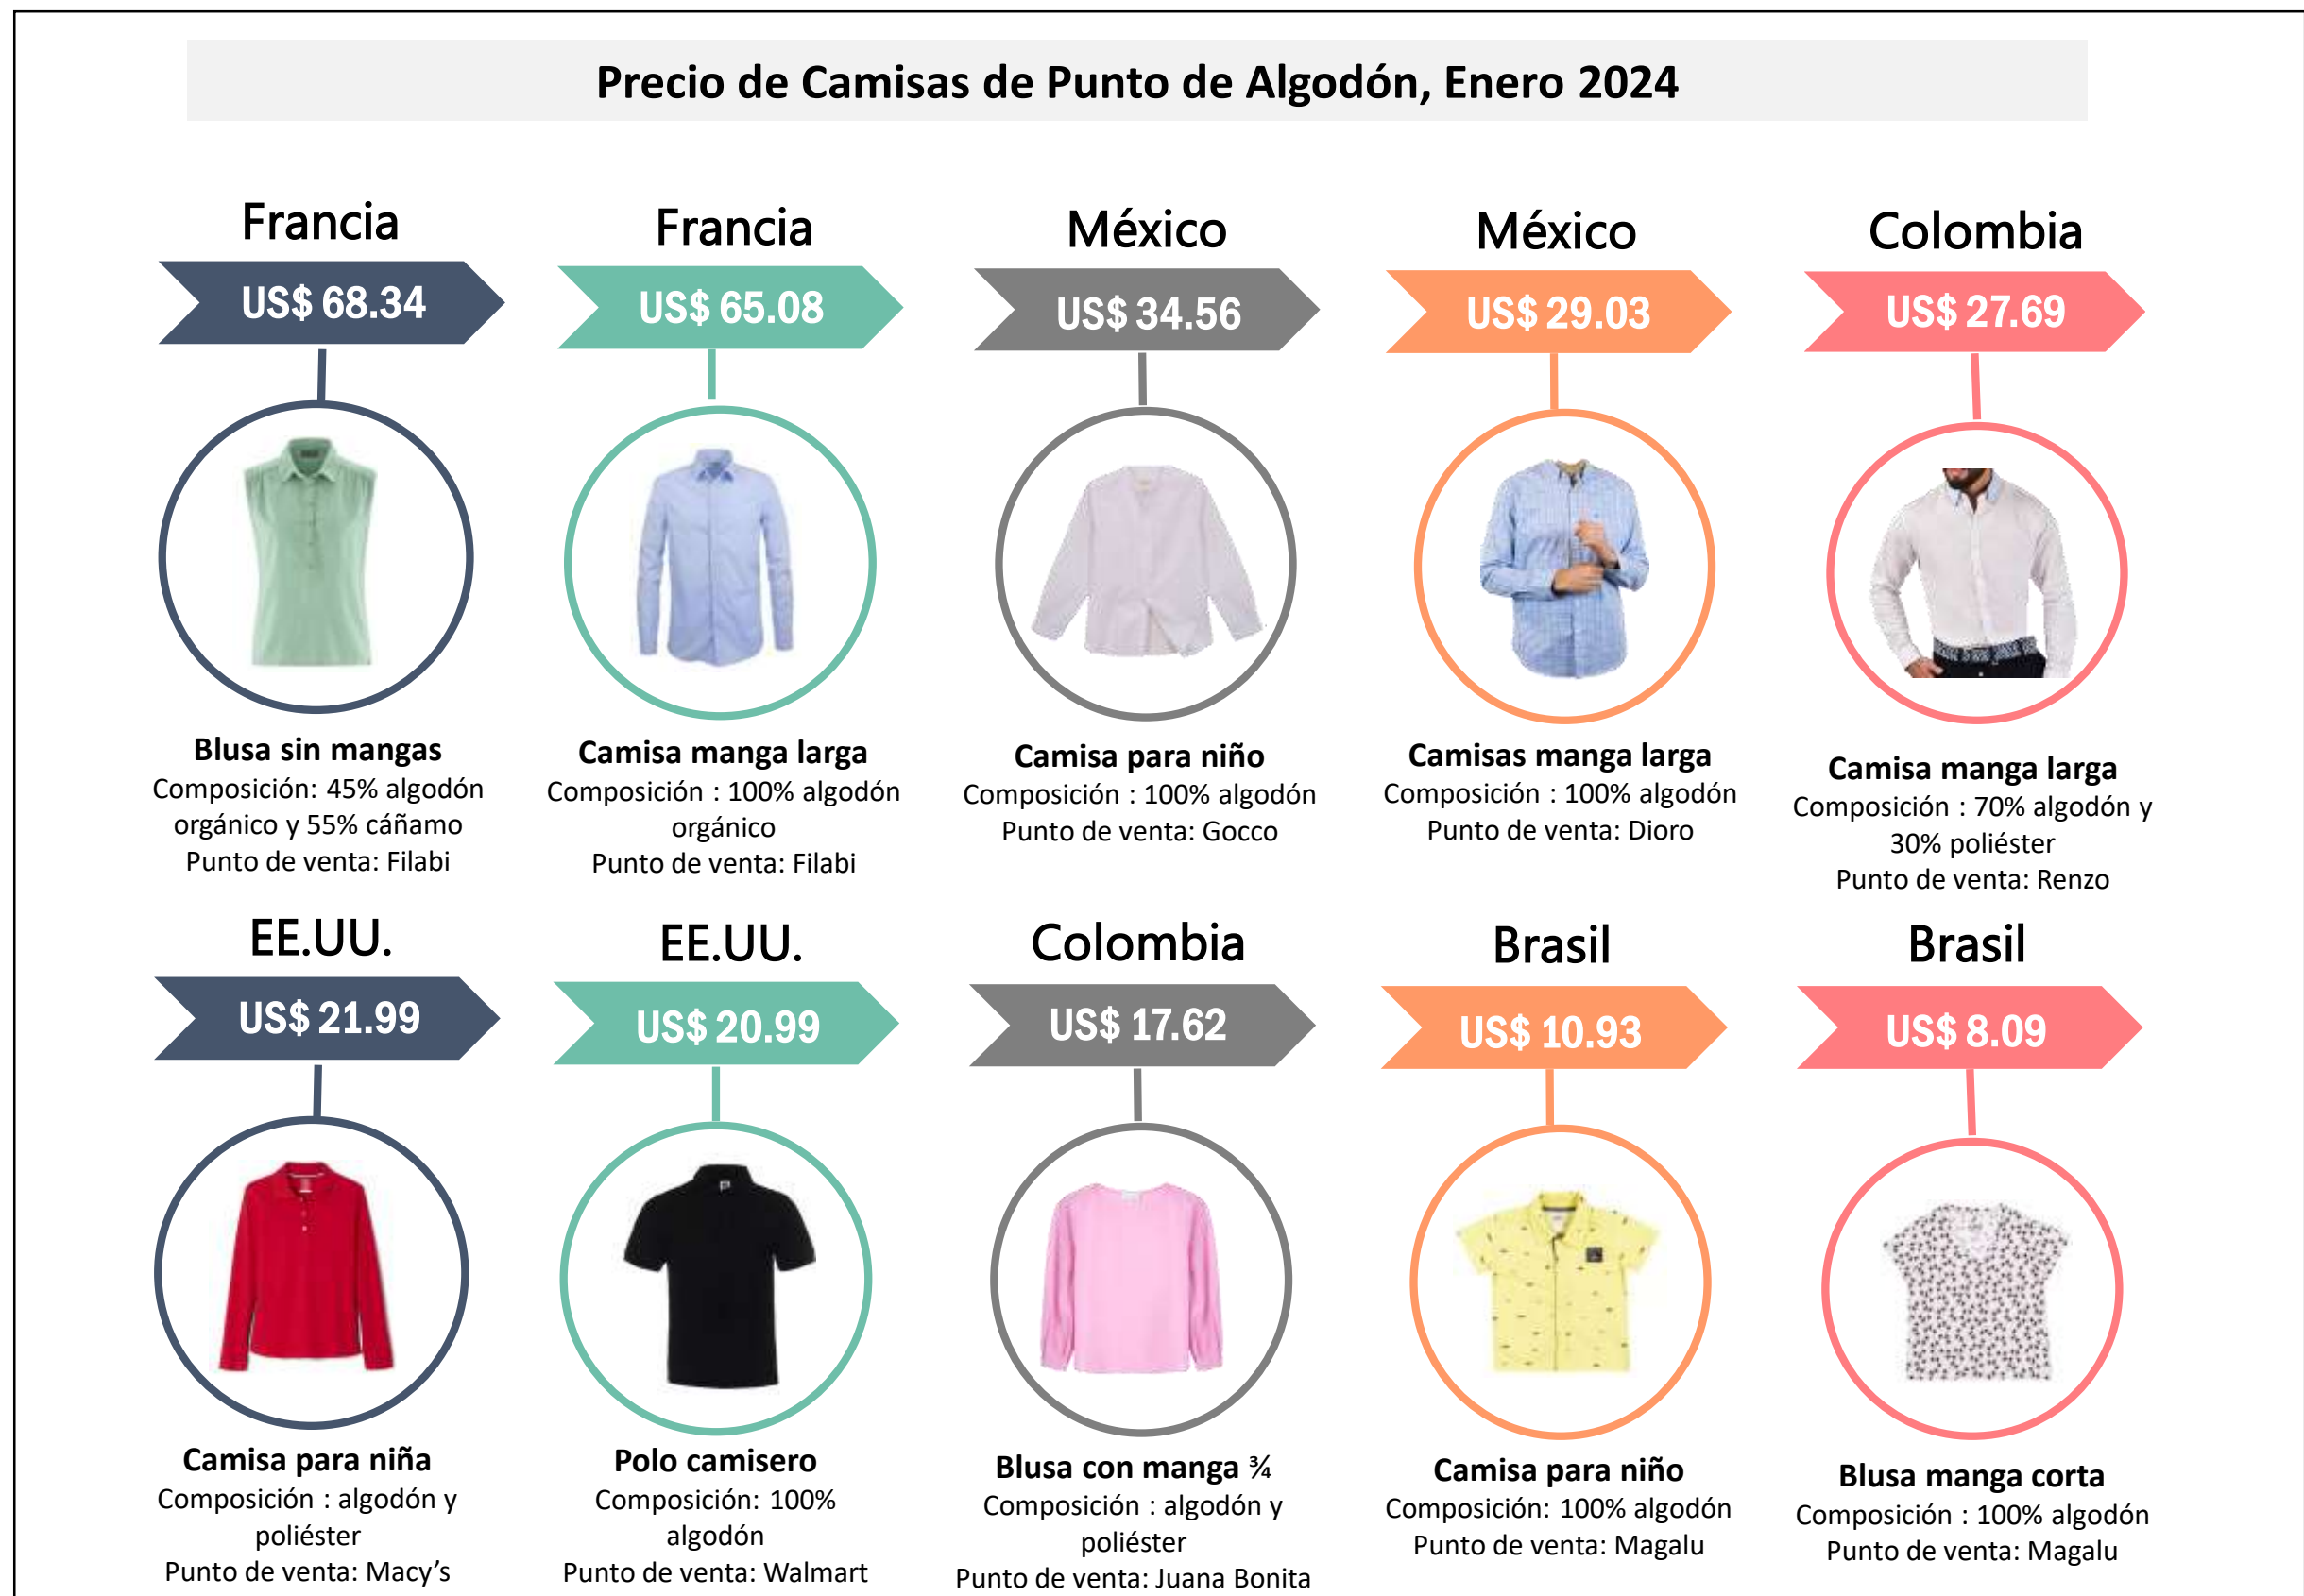 Precio de Camisas de Punto de Algodón, Enero 2024
Francia
US$ 68.34
Blusa sin mangas
Composición: 45% algodón
orgánico y 55% cáñamo
Punto de venta: Filabi
Francia
US$ 65.08
Camisa manga larga
Composición : 100% algodón
orgánico
Punto de venta: Filabi
México
US$ 34.56
Camisa para niño
Composición : 100% algodón
Punto de venta: Gocco
México
US$ 29.03
Camisas manga larga
Composición : 100% algodón
Punto de venta: Dioro
Colombia
US$ 27.69
Camisa manga larga
Composición : 70% algodón y
30% poliéster
Punto de venta: Renzo
EE.UU.
US$ 21.99
Camisa para niña
Composición : algodón y
poliéster
Punto de venta: Macy’s
EE.UU.
US$ 20.99
Polo camisero
Composición: 100%
algodón
Punto de venta: Walmart
Colombia
US$ 17.62
Blusa con manga ¾
Composición : algodón y
poliéster
Punto de venta: Juana Bonita
Brasil
US$ 10.93
Camisa para niño
Composición: 100% algodón
Punto de venta: Magalu
Brasil
US$ 8.09
Blusa manga corta
Composición : 100% algodón
Punto de venta: Magalu